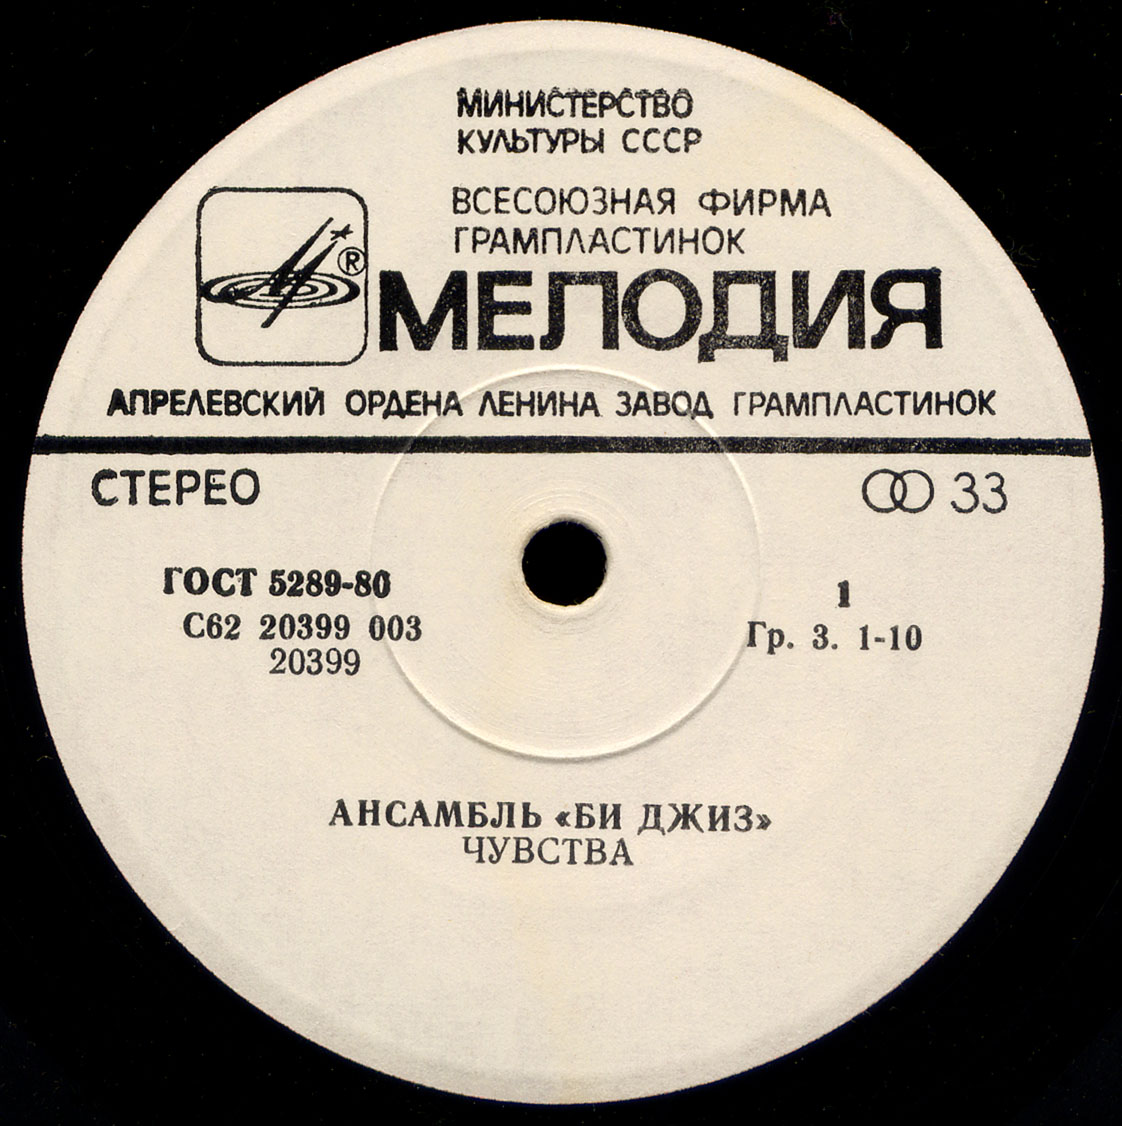 МИНИСТЕРСТВО
КУЛЬТУРЫ СССР
ВСЕСОЮЗНАЯ ФИРМА
ГРАМПЛАСТИНОК
®
МЕЛОДИЯ
АПРЕЛЕВСКИЙ ОРДЕНА ЛЕНИНА ЗАВОД ГРАМПЛАСТИНОК
СТЕРЕО
33
ГОСТ 5289-80
1
С62 20399 003
Гр. 3. 1-10
20399
АНСАМБЛЬ «БИ ДЖИЗ»
ЧУВСТВА